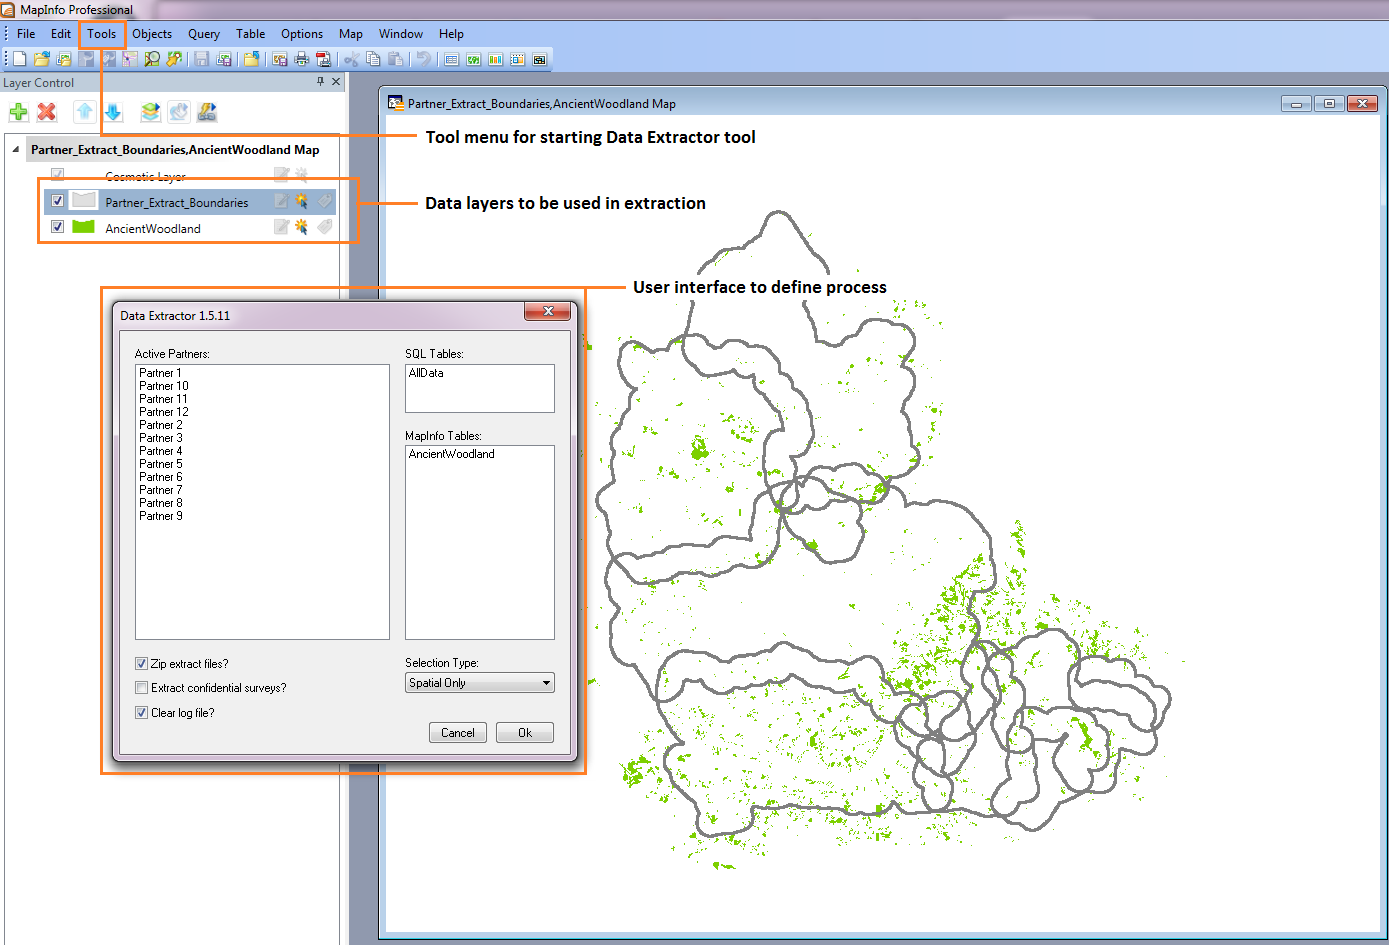 MapInfo Professional
File Edit Tools Objects Query Table Options Map Window Help
Layer Control
Partner_Extract_Boundaries,AncientWoodland Map
Cosmetic Layer
Partner_Extract_Boundaries
AncientWoodland
Partner_Extract_Boundaries,AncientWoodland Map
Tool menu for starting Data Extractor tool
Data layers to be used in extraction
User interface to define process
Data Extractor 1.5.11
Active Partners:
Partner 1
Partner 10
Partner 11
Partner 12
Partner 2
Partner 3
Partner 4
Partner 5
Partner 6
Partner 7
Partner 8
Partner 9
SQL Tables:
AllData
MapInfo Tables:
AncientWoodland
Zip extract files?
Extract confidential surveys?
Clear log file?
Selection Type:
Spatial Only
Cancel
Ok